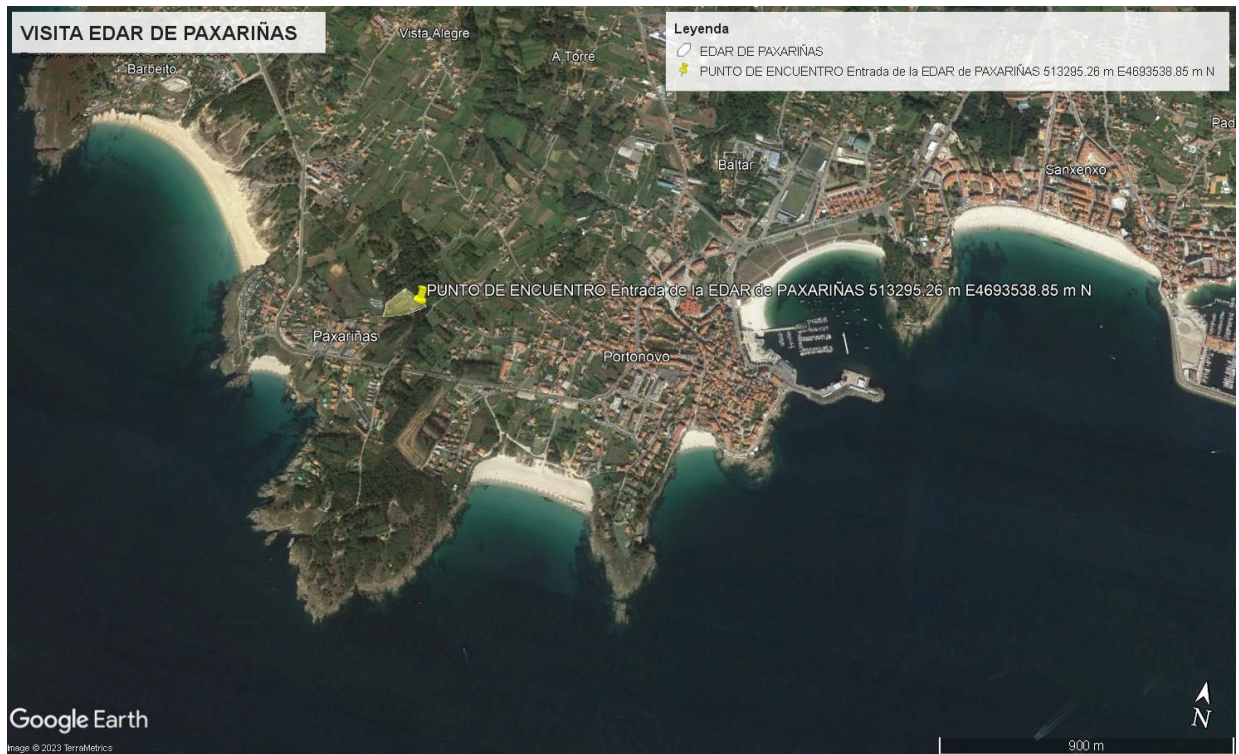 VISITA EDAR DE PAXARIÑAS
Leyenda
EDAR DE PAXARIÑAS
PUNTO DE ENCUENTRO Entrada de la EDAR de PAXARIÑAS 513295.26 m E4693538.85 m N
Vista Alegre
A Torre
Barbeito
Pad
Baltar
Sanxenxo
PUNTO DE ENCUENTRO Entrada de la EDAR de PAXARIÑAS 513295.26 m E4693538.85 m N
Paxariñas
Portonovo
Google Earth
Image © 2023 TerraMetrics
N
900 m